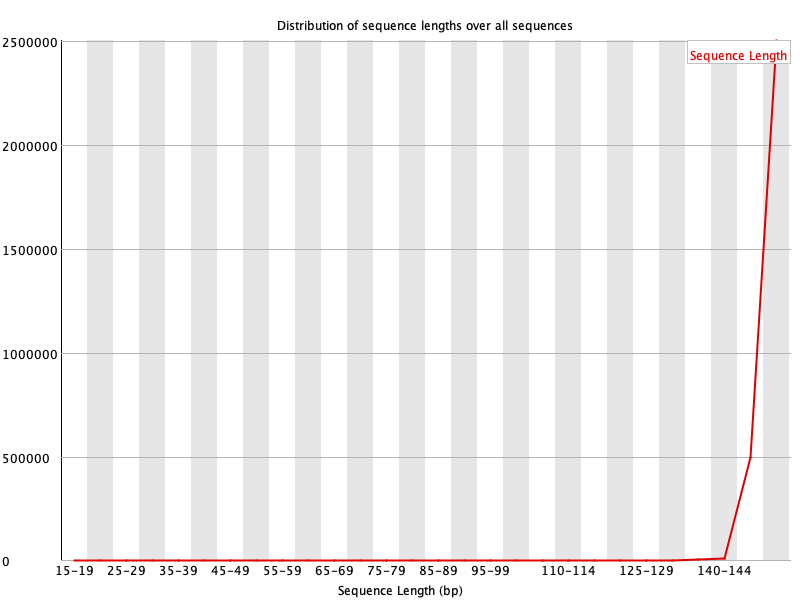 Distribution of sequence lengths over all sequences
2500000
Sequence Length
2000000
1500000
1000000
500000
0
15-19 25-29 35-39 45-49 55-59 65-69 75-79 85-89 95-99 110-114 125-129 140-144
Sequence Length (bp)